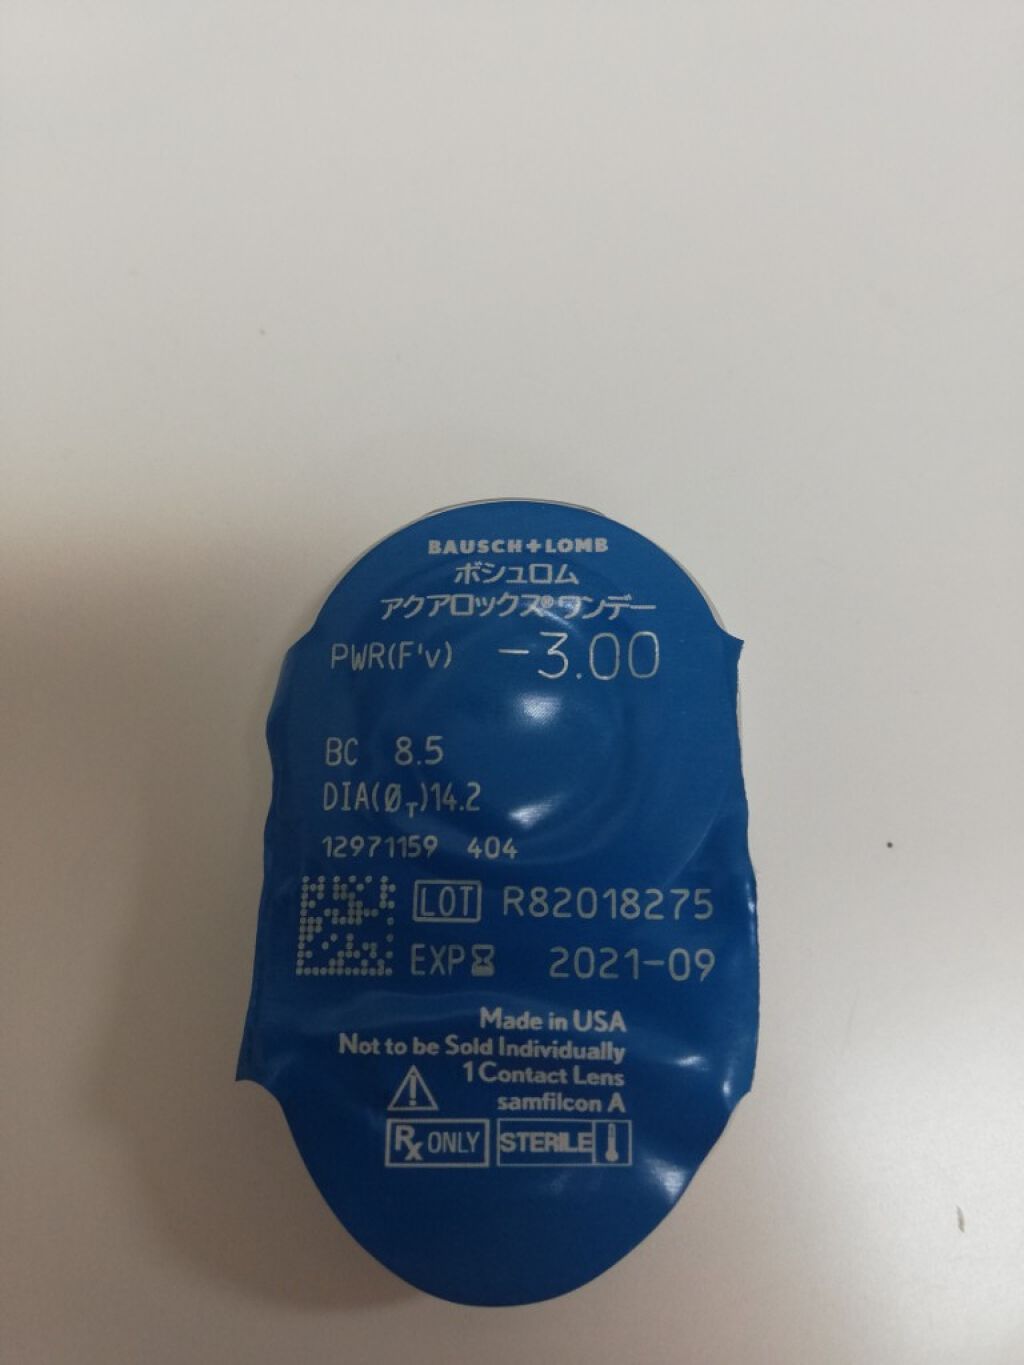 BAUSCH+LOMB
ボシュロム
アクアロックス®ワンデー
PWR(F'v) -3.00
BC 8.5
DIA(ØT)14.2
12971159 404
LOT R82018275
EXP 2021-09
Made in USA
Not to be Sold Individually
1 Contact Lens
samfilcon A
Rx ONLY STERILE